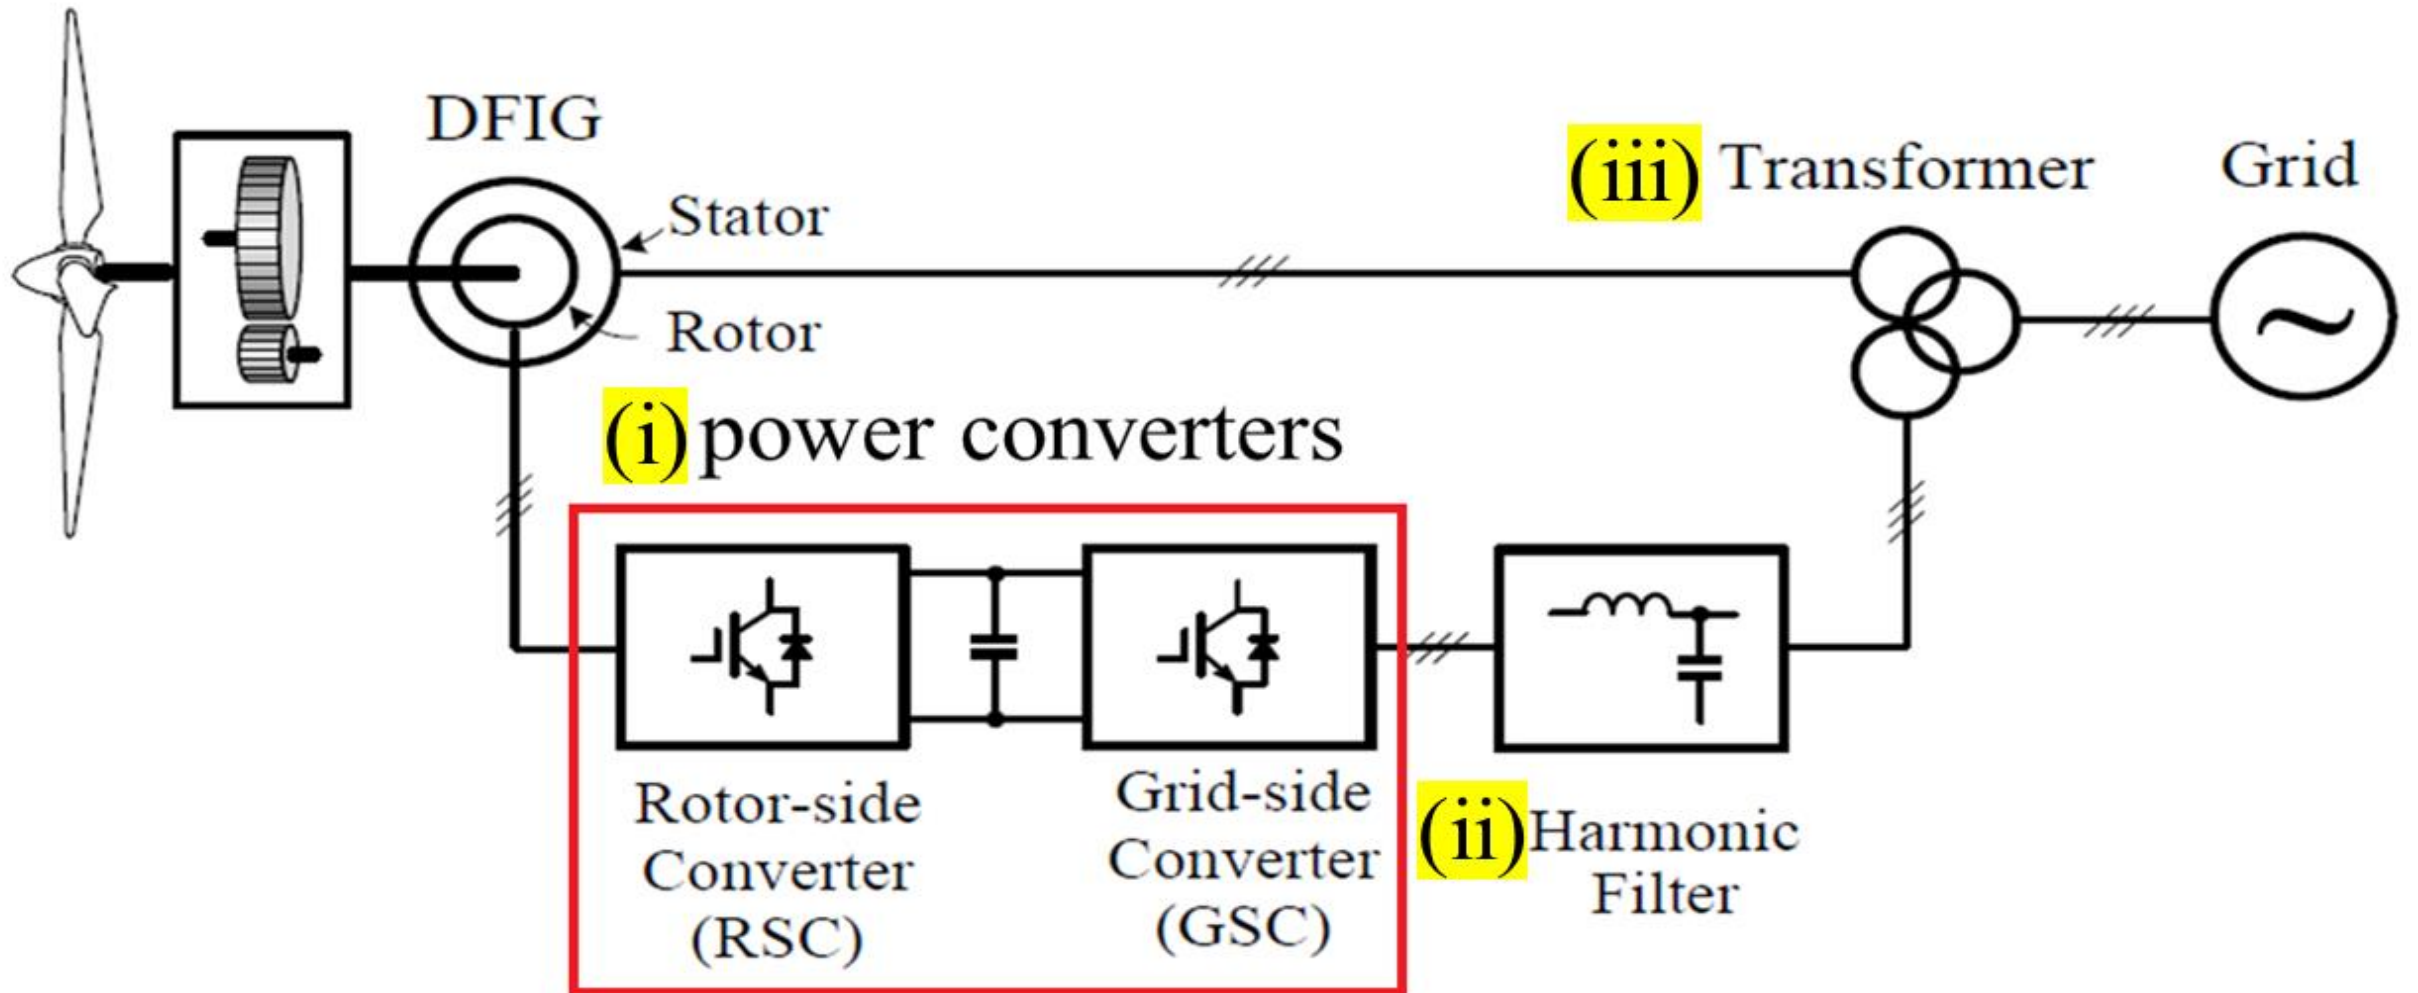 DFIG
(iii) Transformer
Grid
Stator
Rotor
(i) power converters
Rotor-side
Converter
(RSC)
Grid-side
Converter
(GSC)
(ii) Harmonic
Filter